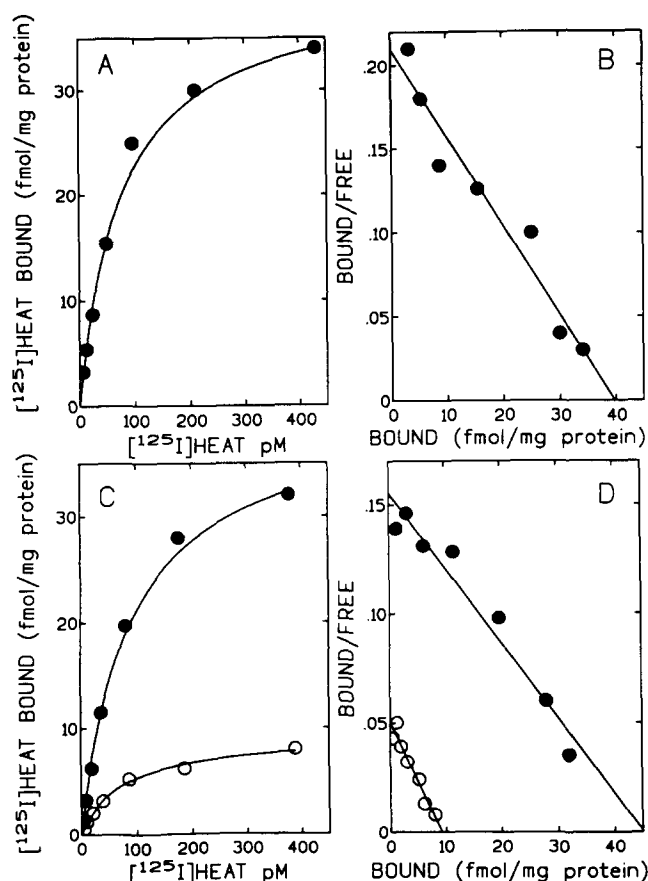 A
[¹²⁵I]HEAT BOUND (fmol/mg protein)
30
20
10
0
0 100 200 300 400
[¹²⁵I]HEAT pM
B
BOUND/FREE
.20
.15
.10
.05
0
0 10 20 30 40
BOUND (fmol/mg protein)
C
[¹²⁵I]HEAT BOUND (fmol/mg protein)
30
20
10
0
0 100 200 300 400
[¹²⁵I]HEAT pM
D
BOUND/FREE
.15
.10
.05
0
0 10 20 30 40
BOUND (fmol/mg protein)